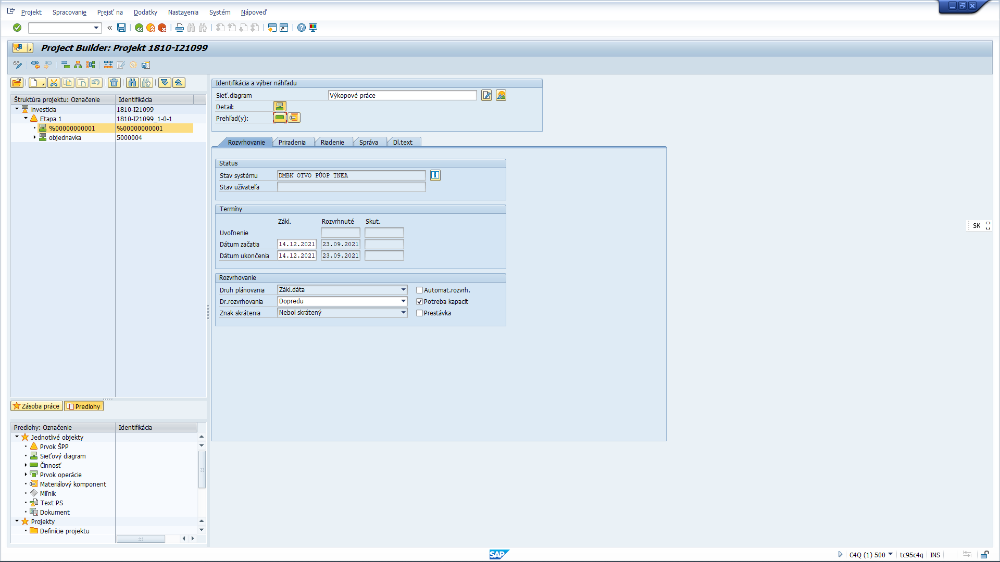 Projekt Spracovanie Prejsť na Dodatky Nastavenia Systém Nápoveď
Project Builder: Projekt 1810-I21099
Štruktúra projektu: Označenie Identifikácia
investicia 1810-I21099
Etapa 1 1810-I21099_1-0-1
%00000000001 %00000000001
objednavka 5000004
Identifikácia a výber náhľadu
Sieť.diagram Výkopové práce
Detail:
Prehľad(y):
Rozvrhovanie Priradenia Riadenie Správa Dl.text
Status
Stav systému DMBK OTVO PÚOP TNEA
Stav užívateľa
Termíny
Zákl. Rozvrhnuté Skut.
Uvoľnenie
Dátum začatia 14.12.2021 23.09.2021
Dátum ukončenia 14.12.2021 23.09.2021
Rozvrhovanie
Druh plánovania Zákl.dáta Automat.rozvrh.
Dr.rozvrhovania Dopredu Potreba kapacít
Znak skrátenia Nebol skrátený Prestávka
SK
Zásoba práce Predlohy
Predlohy: Označenie Identifikácia
Jednotlivé objekty
Prvok ŠPP
Sieťový diagram
Činnosť
Prvok operácie
Materiálový komponent
Míľnik
Text PS
Dokument
Projekty
Definície projektu
SAP C4Q (1) 500 tc95c4q INS